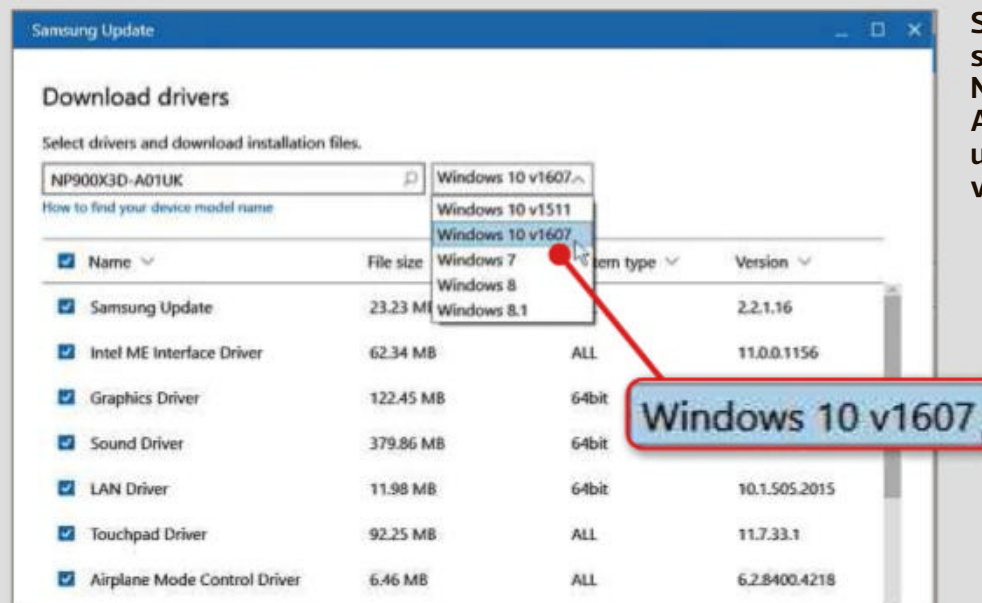 Samsung Update
Download drivers
Select drivers and download installation files.
NP900X3D-A01UK
Windows 10 v1607
How to find your device model name
Windows 10 v1511
Windows 10 v1607
Windows 7
Windows 8
Windows 8.1
Name File size tem type Version
Samsung Update 23.23 M 2.2.1.16
Intel ME Interface Driver 62.34 MB ALL 11.0.0.1156
Graphics Driver 122.45 MB 64bit
Windows 10 v1607
Sound Driver 379.86 MB 64bit
LAN Driver 11.98 MB 64bit 10.1.505.2015
Touchpad Driver 92.25 MB ALL 11.7.33.1
Airplane Mode Control Driver 6.46 MB ALL 6.2.8400.4218